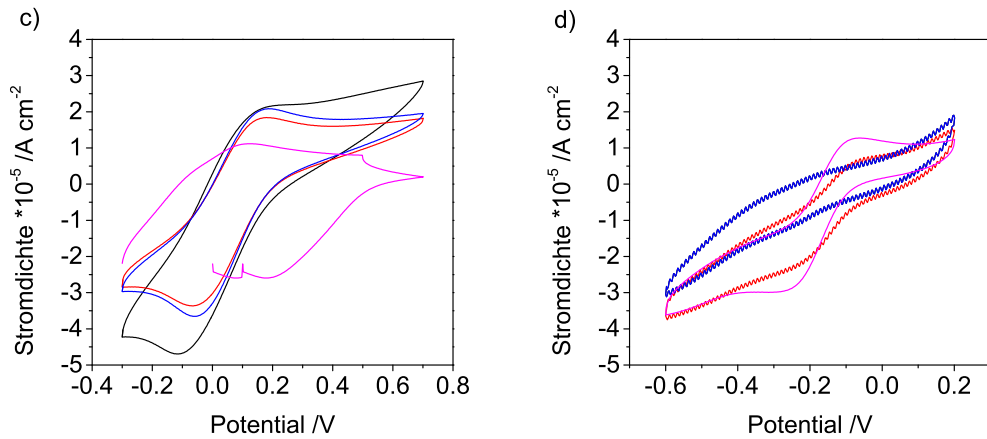 c)
4
3
2
1
0
-1
-2
-3
-4
-5
-0.4 -0.2 0.0 0.2 0.4 0.6 0.8
Stromdichte *10⁻⁵ /A cm⁻²
Potential /V
d)
4
3
2
1
0
-1
-2
-3
-4
-5
-0.6 -0.4 -0.2 0.0 0.2
Stromdichte *10⁻⁵ /A cm⁻²
Potential /V